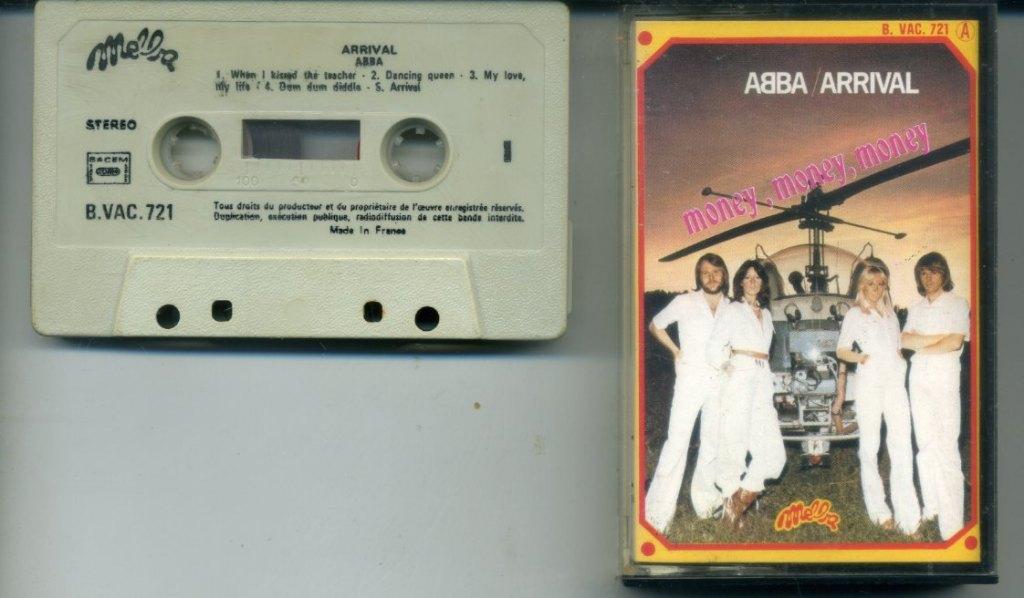 Melba
ARRIVAL
ABBA
1. When I kissed the teacher - 2. Dancing queen - 3. My love,
my life - 4. Dum dum diddle - 5. Arrival
STEREO
SACEM
100 50 0
I
B.VAC.721
Tous droits du producteur et du propriétaire de l'œuvre enregistrée réservés.
Duplication, exécution publique, radiodiffusion de cette bande interdite.
Made in France
B. VAC. 721 A
ABBA / ARRIVAL
money, money, money
Melba